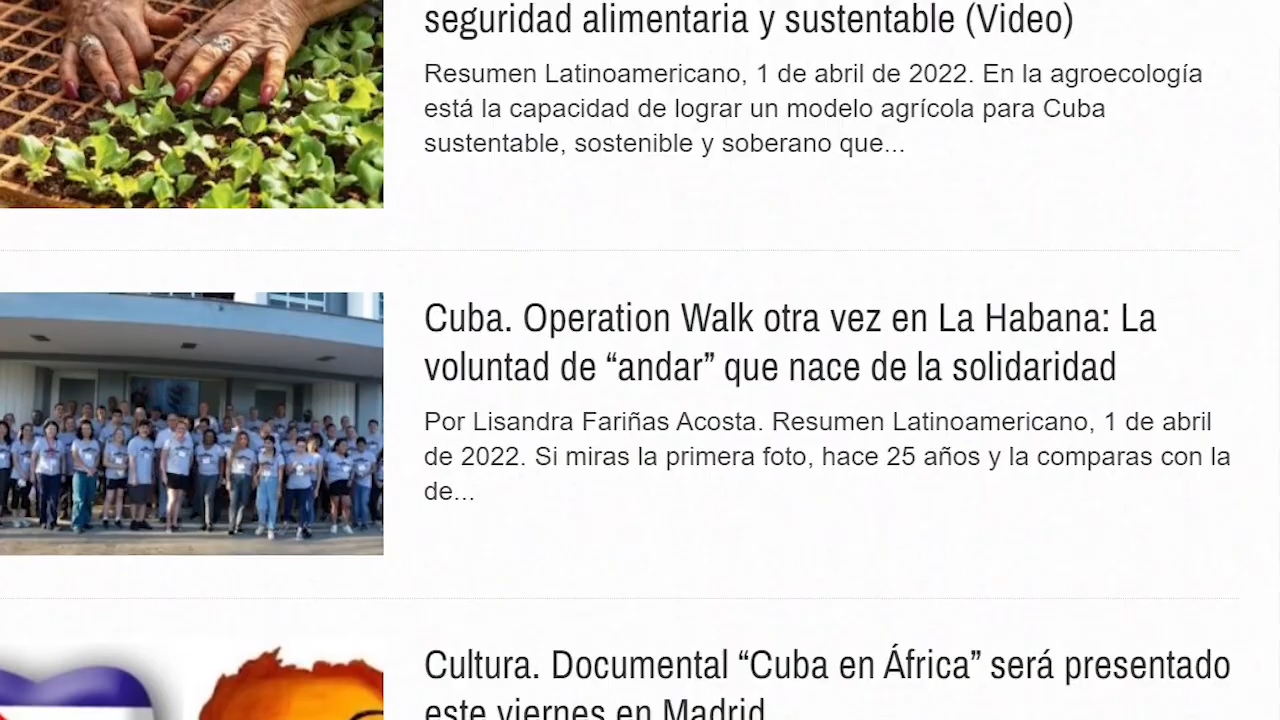 seguridad alimentaria y sustentable (Video)
Resumen Latinoamericano, 1 de abril de 2022. En la agroecología
está la capacidad de lograr un modelo agrícola para Cuba
sustentable, sostenible y soberano que...
Cuba. Operation Walk otra vez en La Habana: La
voluntad de “andar” que nace de la solidaridad
Por Lisandra Fariñas Acosta. Resumen Latinoamericano, 1 de abril
de 2022. Si miras la primera foto, hace 25 años y la comparas con la
de...
Cultura. Documental “Cuba en África” será presentado
este viernes en Madrid